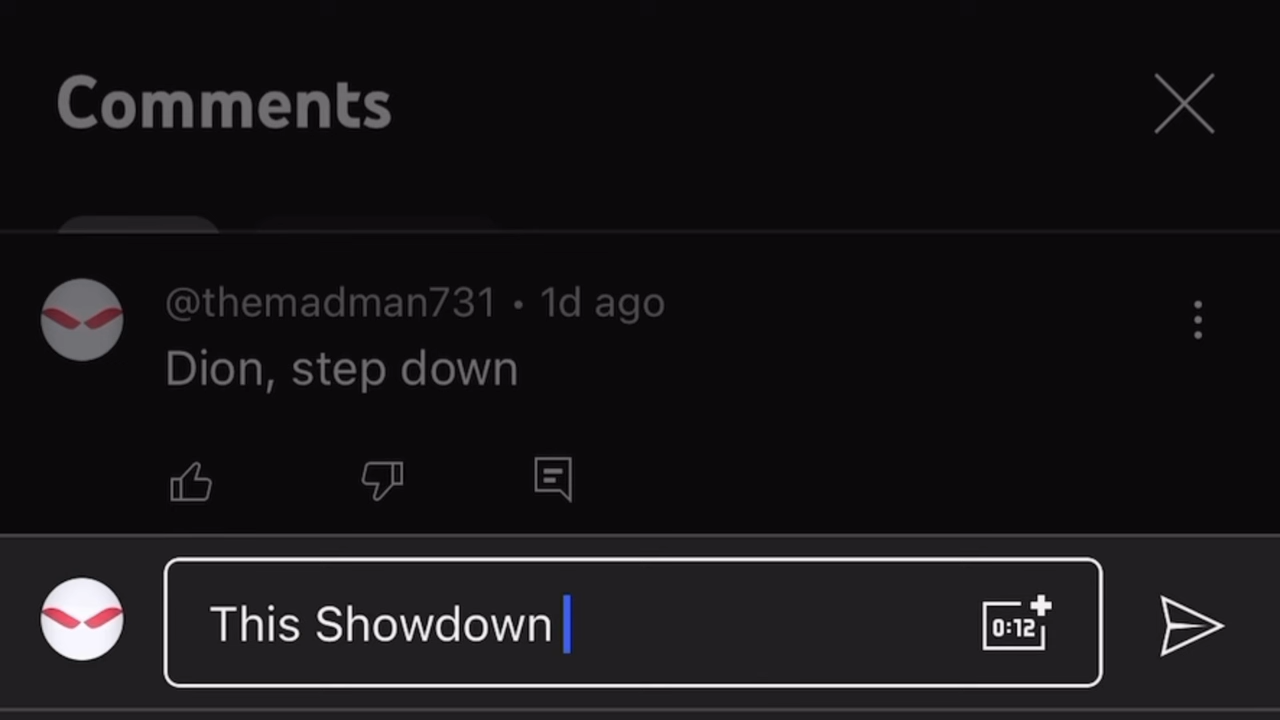 Comments
@themadman731 • 1d ago
Dion, step down
This Showdown
0:12